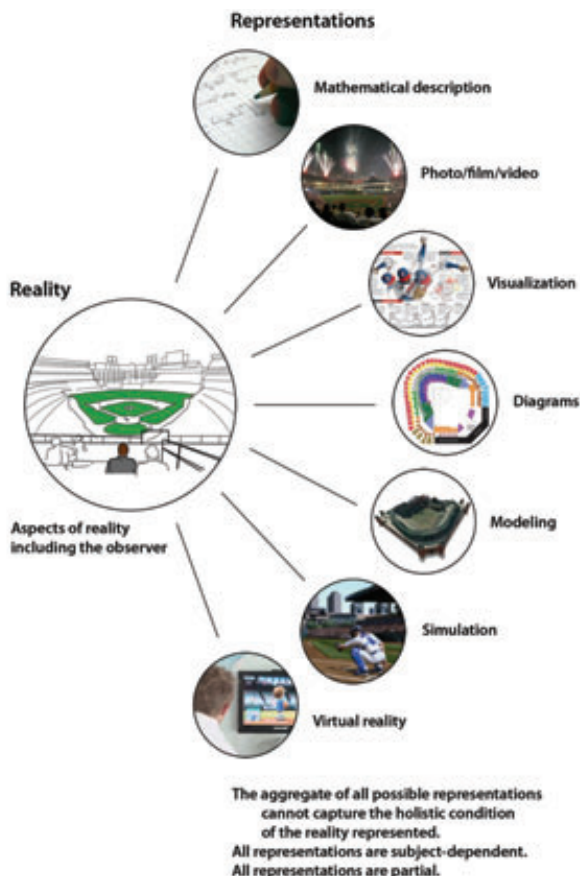 Representations
Mathematical description
Photo/film/video
Visualization
Reality
Diagrams
Modeling
Aspects of reality
including the observer
Simulation
Virtual reality
The aggregate of all possible representations
cannot capture the holistic condition
of the reality represented.
All representations are subject-dependent.
All representations are partial.